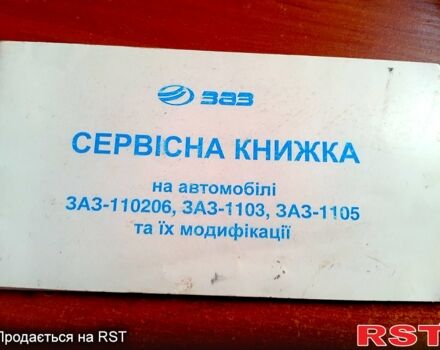 ЗАЗ
СЕРВІСНА КНИЖКА
на автомобілі
ЗАЗ-110206, ЗАЗ-1103, ЗАЗ-1105
та їх модифікації
Продається на RST
RST